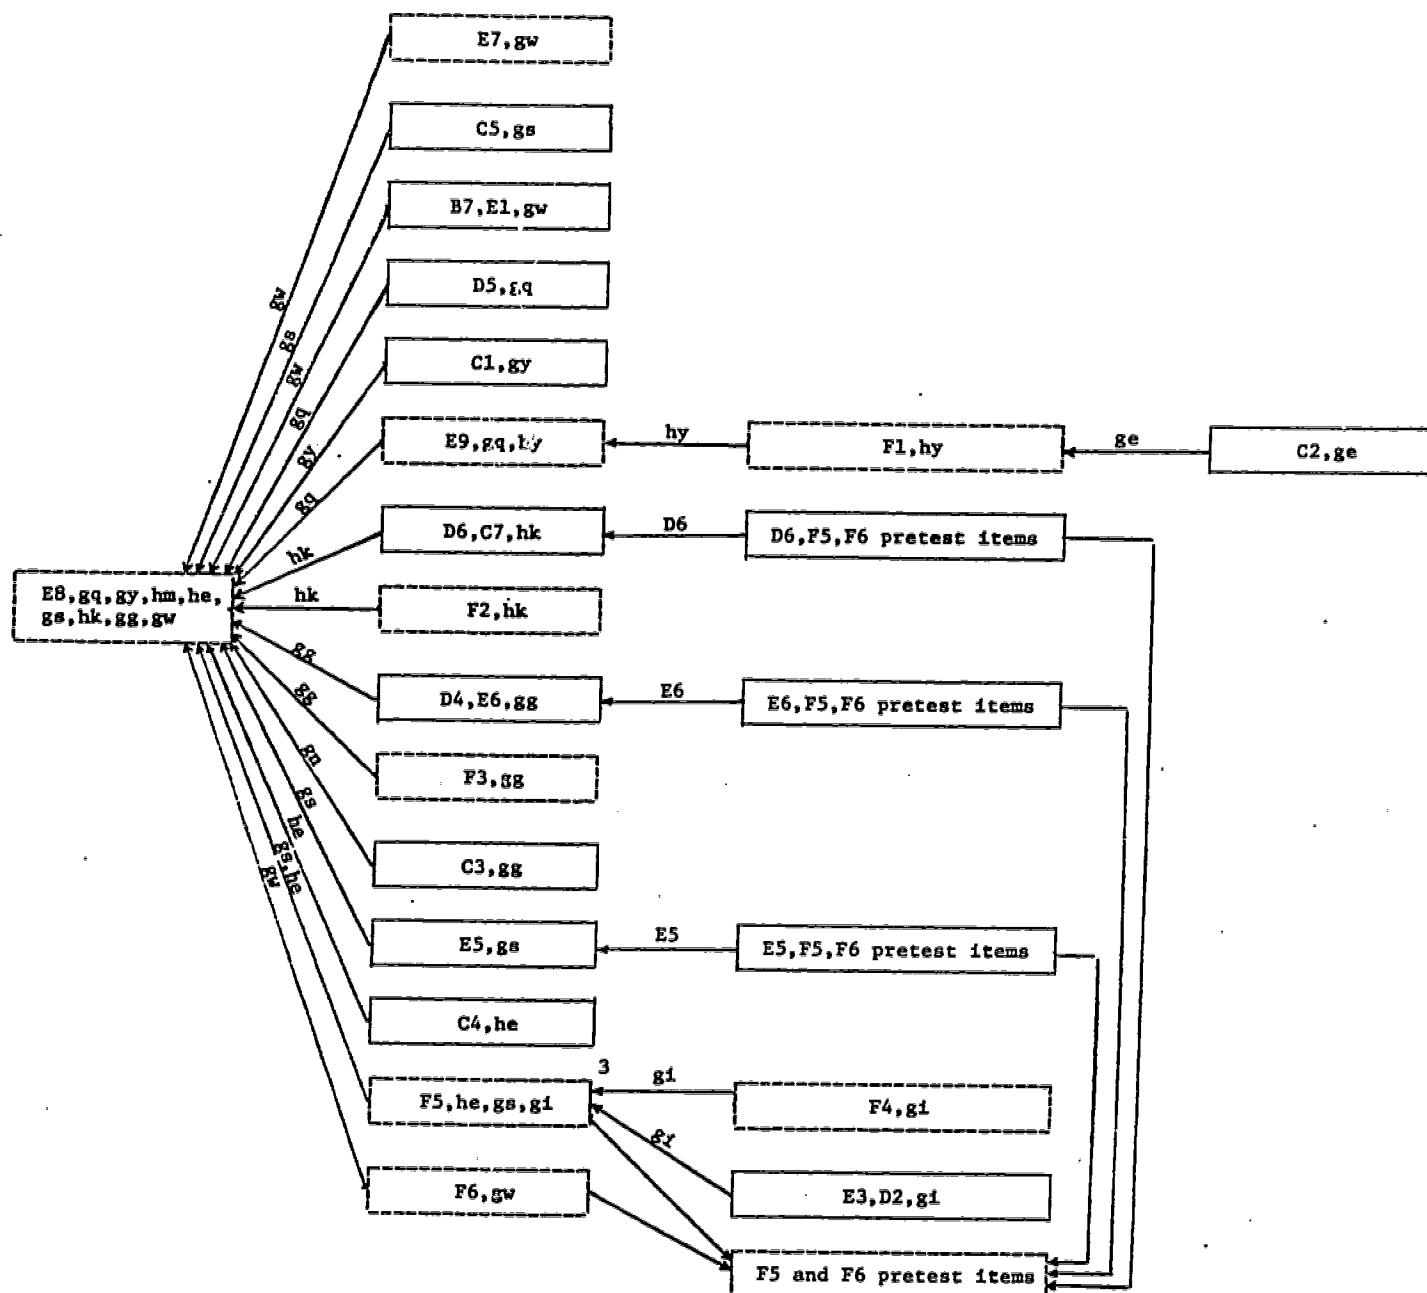 E7,gw
C5,gs
B7,E1,gw
D5,gq
C1,gy
E9,gq,hy
hy
F1,hy
ge
C2,ge
D6,C7,hk
D6
D6,F5,F6 pretest items
F2,hk
D4,E6,gg
E6
E6,F5,F6 pretest items
F3,gg
C3,gg
E5,gs
E5
E5,F5,F6 pretest items
C4,he
F5,he,gs,gi
3
gi
F4,gi
gi
E3,D2,gi
F6,gw
F5 and F6 pretest items
gw
gs
gw
gq
gy
gq
hk
hk
E8,gq,gy,hm,he,
gs,hk,gg,gw
gg
gg
gs
he
gs,he
gw